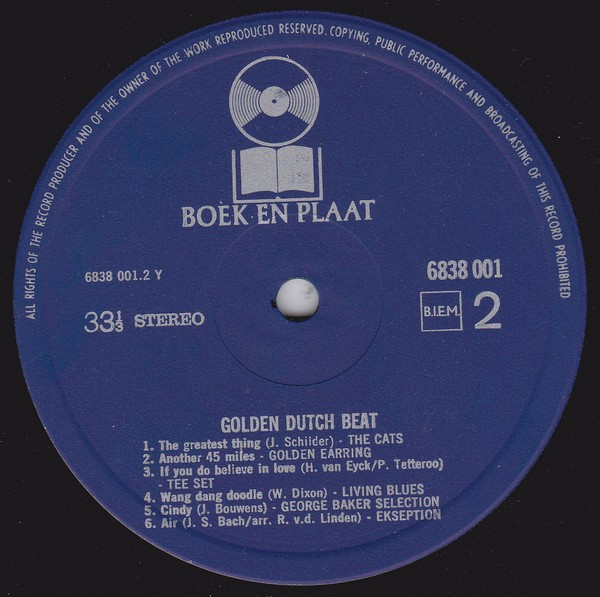 ALL RIGHTS OF THE RECORD PRODUCER AND OF THE OWNER OF THE WORK REPRODUCED RESERVED. COPYING, PUBLIC PERFORMANCE AND BROADCASTING OF THIS RECORD PROHIBITED
BOEK EN PLAAT
6838 001.2 Y
6838 001
33⅓ STEREO
B.I.E.M. 2
GOLDEN DUTCH BEAT
1. The greatest thing (J. Schilder) - THE CATS
2. Another 45 miles - GOLDEN EARRING
3. If you do believe in love (H. van Eyck/P. Tetteroo)
- TEE SET
4. Wang dang doodle (W. Dixon) - LIVING BLUES
5. Cindy (J. Bouwens) - GEORGE BAKER SELECTION
6. Air (J. S. Bach/arr. R. v.d. Linden) - EKSEPTION